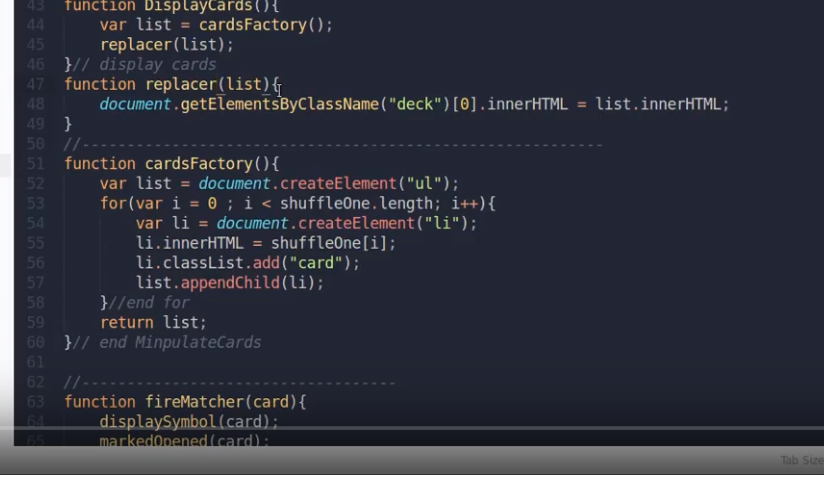 43 function DisplayCards(){
44 var list = cardsFactory();
45 replacer(list);
46 }// display cards
47 function replacer(list){
48 document.getElementsByClassName("deck")[0].innerHTML = list.innerHTML;
49 }
50 //----------------------------------------------------------
51 function cardsFactory(){
52 var list = document.createElement("ul");
53 for(var i = 0 ; i < shuffleOne.length; i++){
54 var li = document.createElement("li");
55 li.innerHTML = shuffleOne[i];
56 li.classList.add("card");
57 list.appendChild(li);
58 }//end for
59 return list;
60 }// end MinpulateCards
61
62 //-----------------------------------
63 function fireMatcher(card){
64 displaySymbol(card);
65 markedOpened(card);
Tab Size